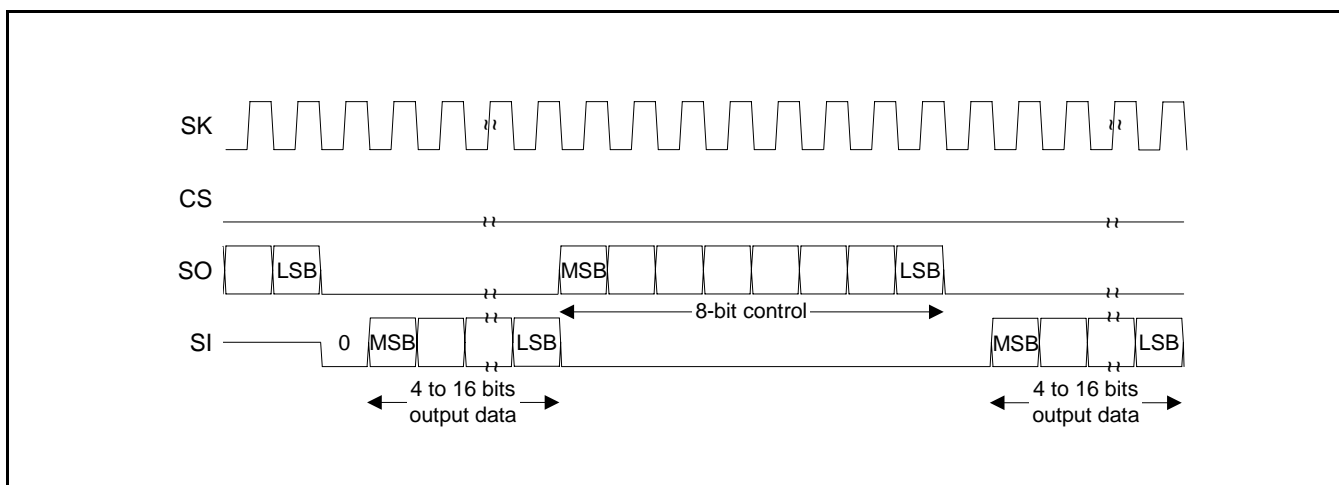 SK
CS
SO
LSB
MSB
LSB
8-bit control
SI
0
MSB
LSB
MSB
LSB
4 to 16 bits
output data
4 to 16 bits
output data